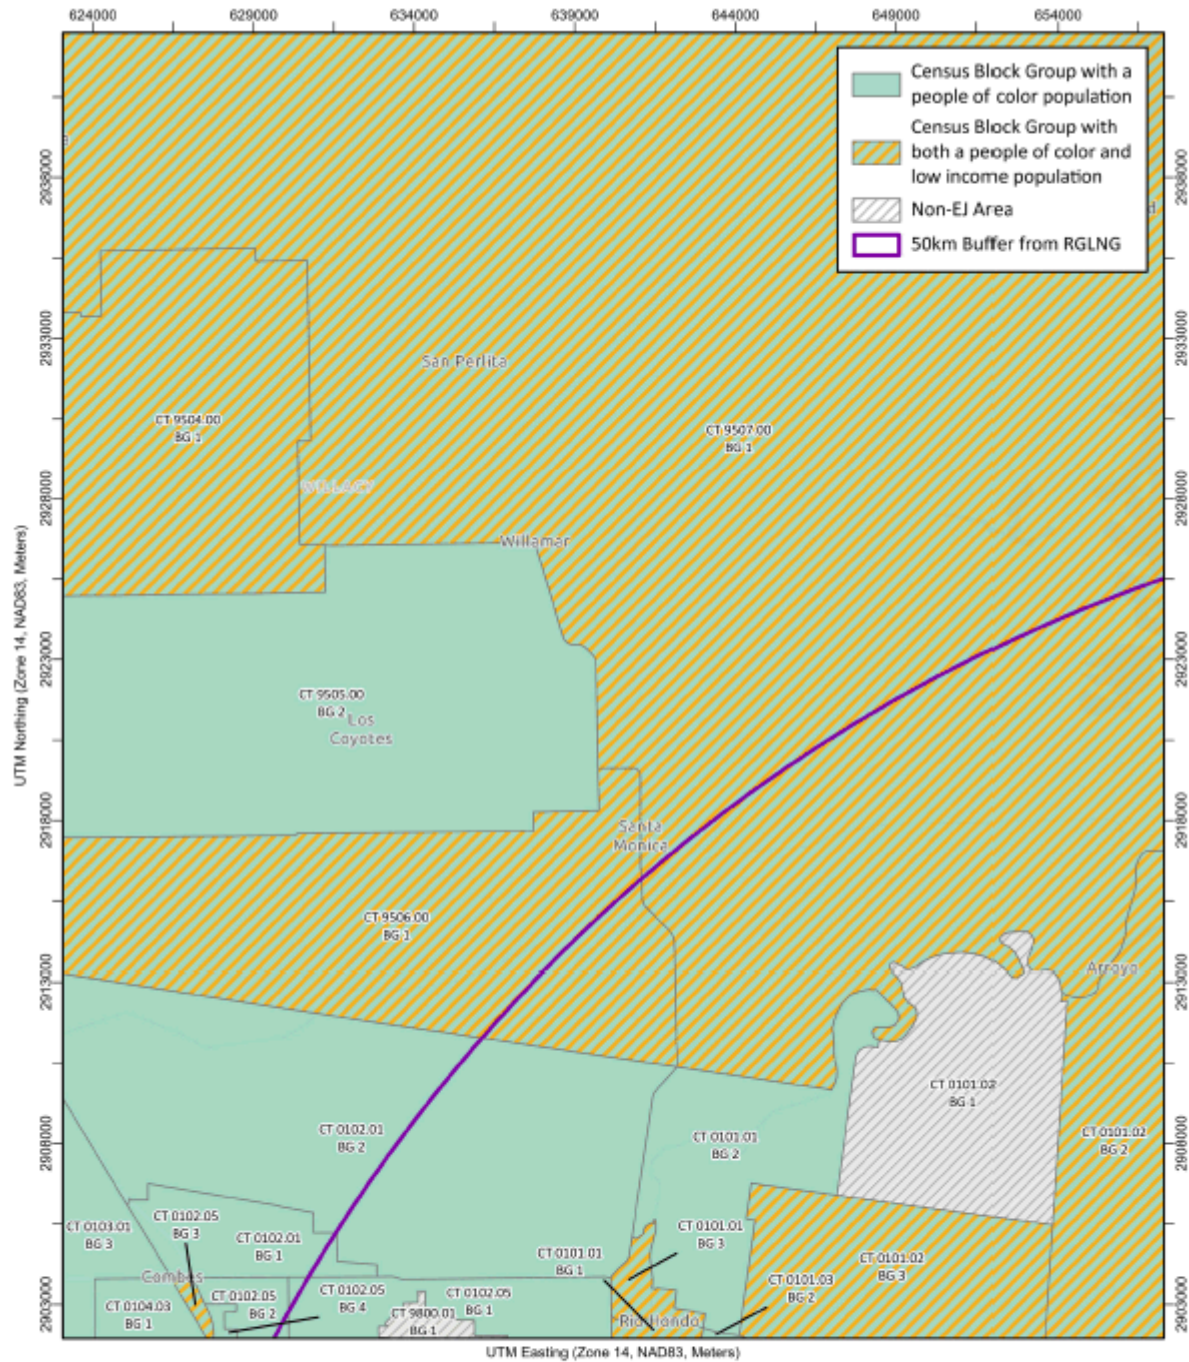 624000 629000 634000 639000 644000 649000 654000
Census Block Group with a
people of color population
Census Block Group with
both a people of color and
low income population
Non-EJ Area
50km Buffer from RGLNG
2938000 2938000
2933000 2933000
San Perlita
CT 9504.00
BG 1
CT 9507.00
BG 1
2928000 2928000
WILLACY
Willamar
2923000 2923000
CT 9505.00
BG 2
Los
Coyotes
UTM Northing (Zone 14, NAD83, Meters)
2918000 2918000
Santa
Monica
CT 9506.00
BG 1
2913000 2913000
Arroyo
CT 0101.02
BG 1
CT 0102.01
BG 2
CT 0101.01
BG 2
CT 0101.02
BG 2
2908000 2908000
CT 0103.01
BG 3
CT 0102.05
BG 3
CT 0102.01
BG 1
CT 0101.01
BG 3
CT 0101.01
BG 1
CT 0101.02
BG 3
Combes
CT 0101.03
BG 2
CT 0104.03
BG 1
CT 0102.05
BG 2
CT 0102.05
BG 4
CT 0102.05
BG 1
CT 9800.01
BG 1
Rio Hondo
2903000 2903000
UTM Easting (Zone 14, NAD83, Meters)